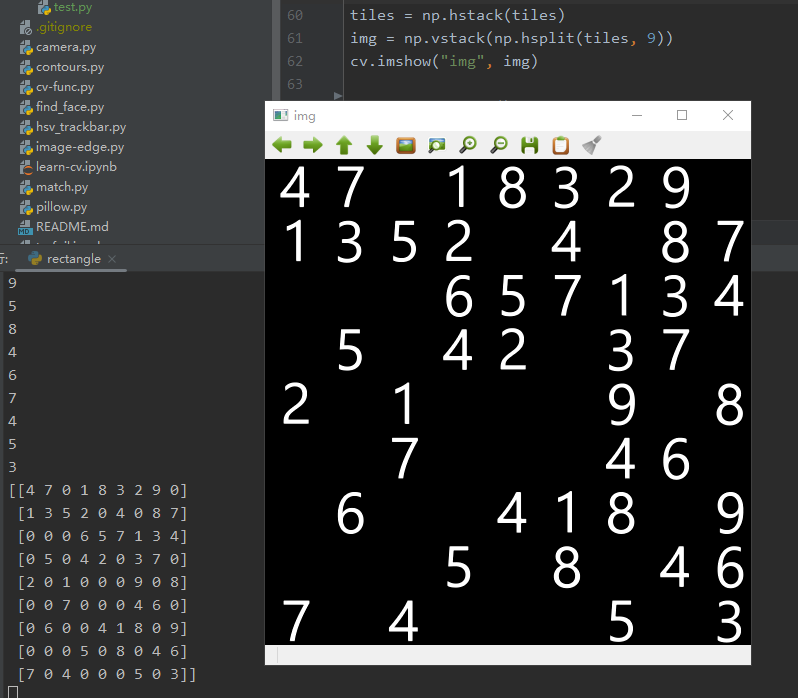 test.py
.gitignore
camera.py
contours.py
cv-func.py
find_face.py
hsv_trackbar.py
image-edge.py
learn-cv.ipynb
match.py
pillow.py
README.md
60 tiles = np.hstack(tiles)
61 img = np.vstack(np.hsplit(tiles, 9))
62 cv.imshow("img", img)
63
rectangle
9
5
8
4
6
7
4
5
3
[[4 7 0 1 8 3 2 9 0]
[1 3 5 2 0 4 0 8 7]
[0 0 0 6 5 7 1 3 4]
[0 5 0 4 2 0 3 7 0]
[2 0 1 0 0 0 9 0 8]
[0 0 7 0 0 0 4 6 0]
[0 6 0 0 4 1 8 0 9]
[0 0 0 5 0 8 0 4 6]
[7 0 4 0 0 0 5 0 3]]
img
4 7 1 8 3 2 9
1 3 5 2 4 8 7
6 5 7 1 3 4
5 4 2 3 7
2 1 9 8
7 4 6
6 4 1 8 9
5 8 4 6
7 4 5 3